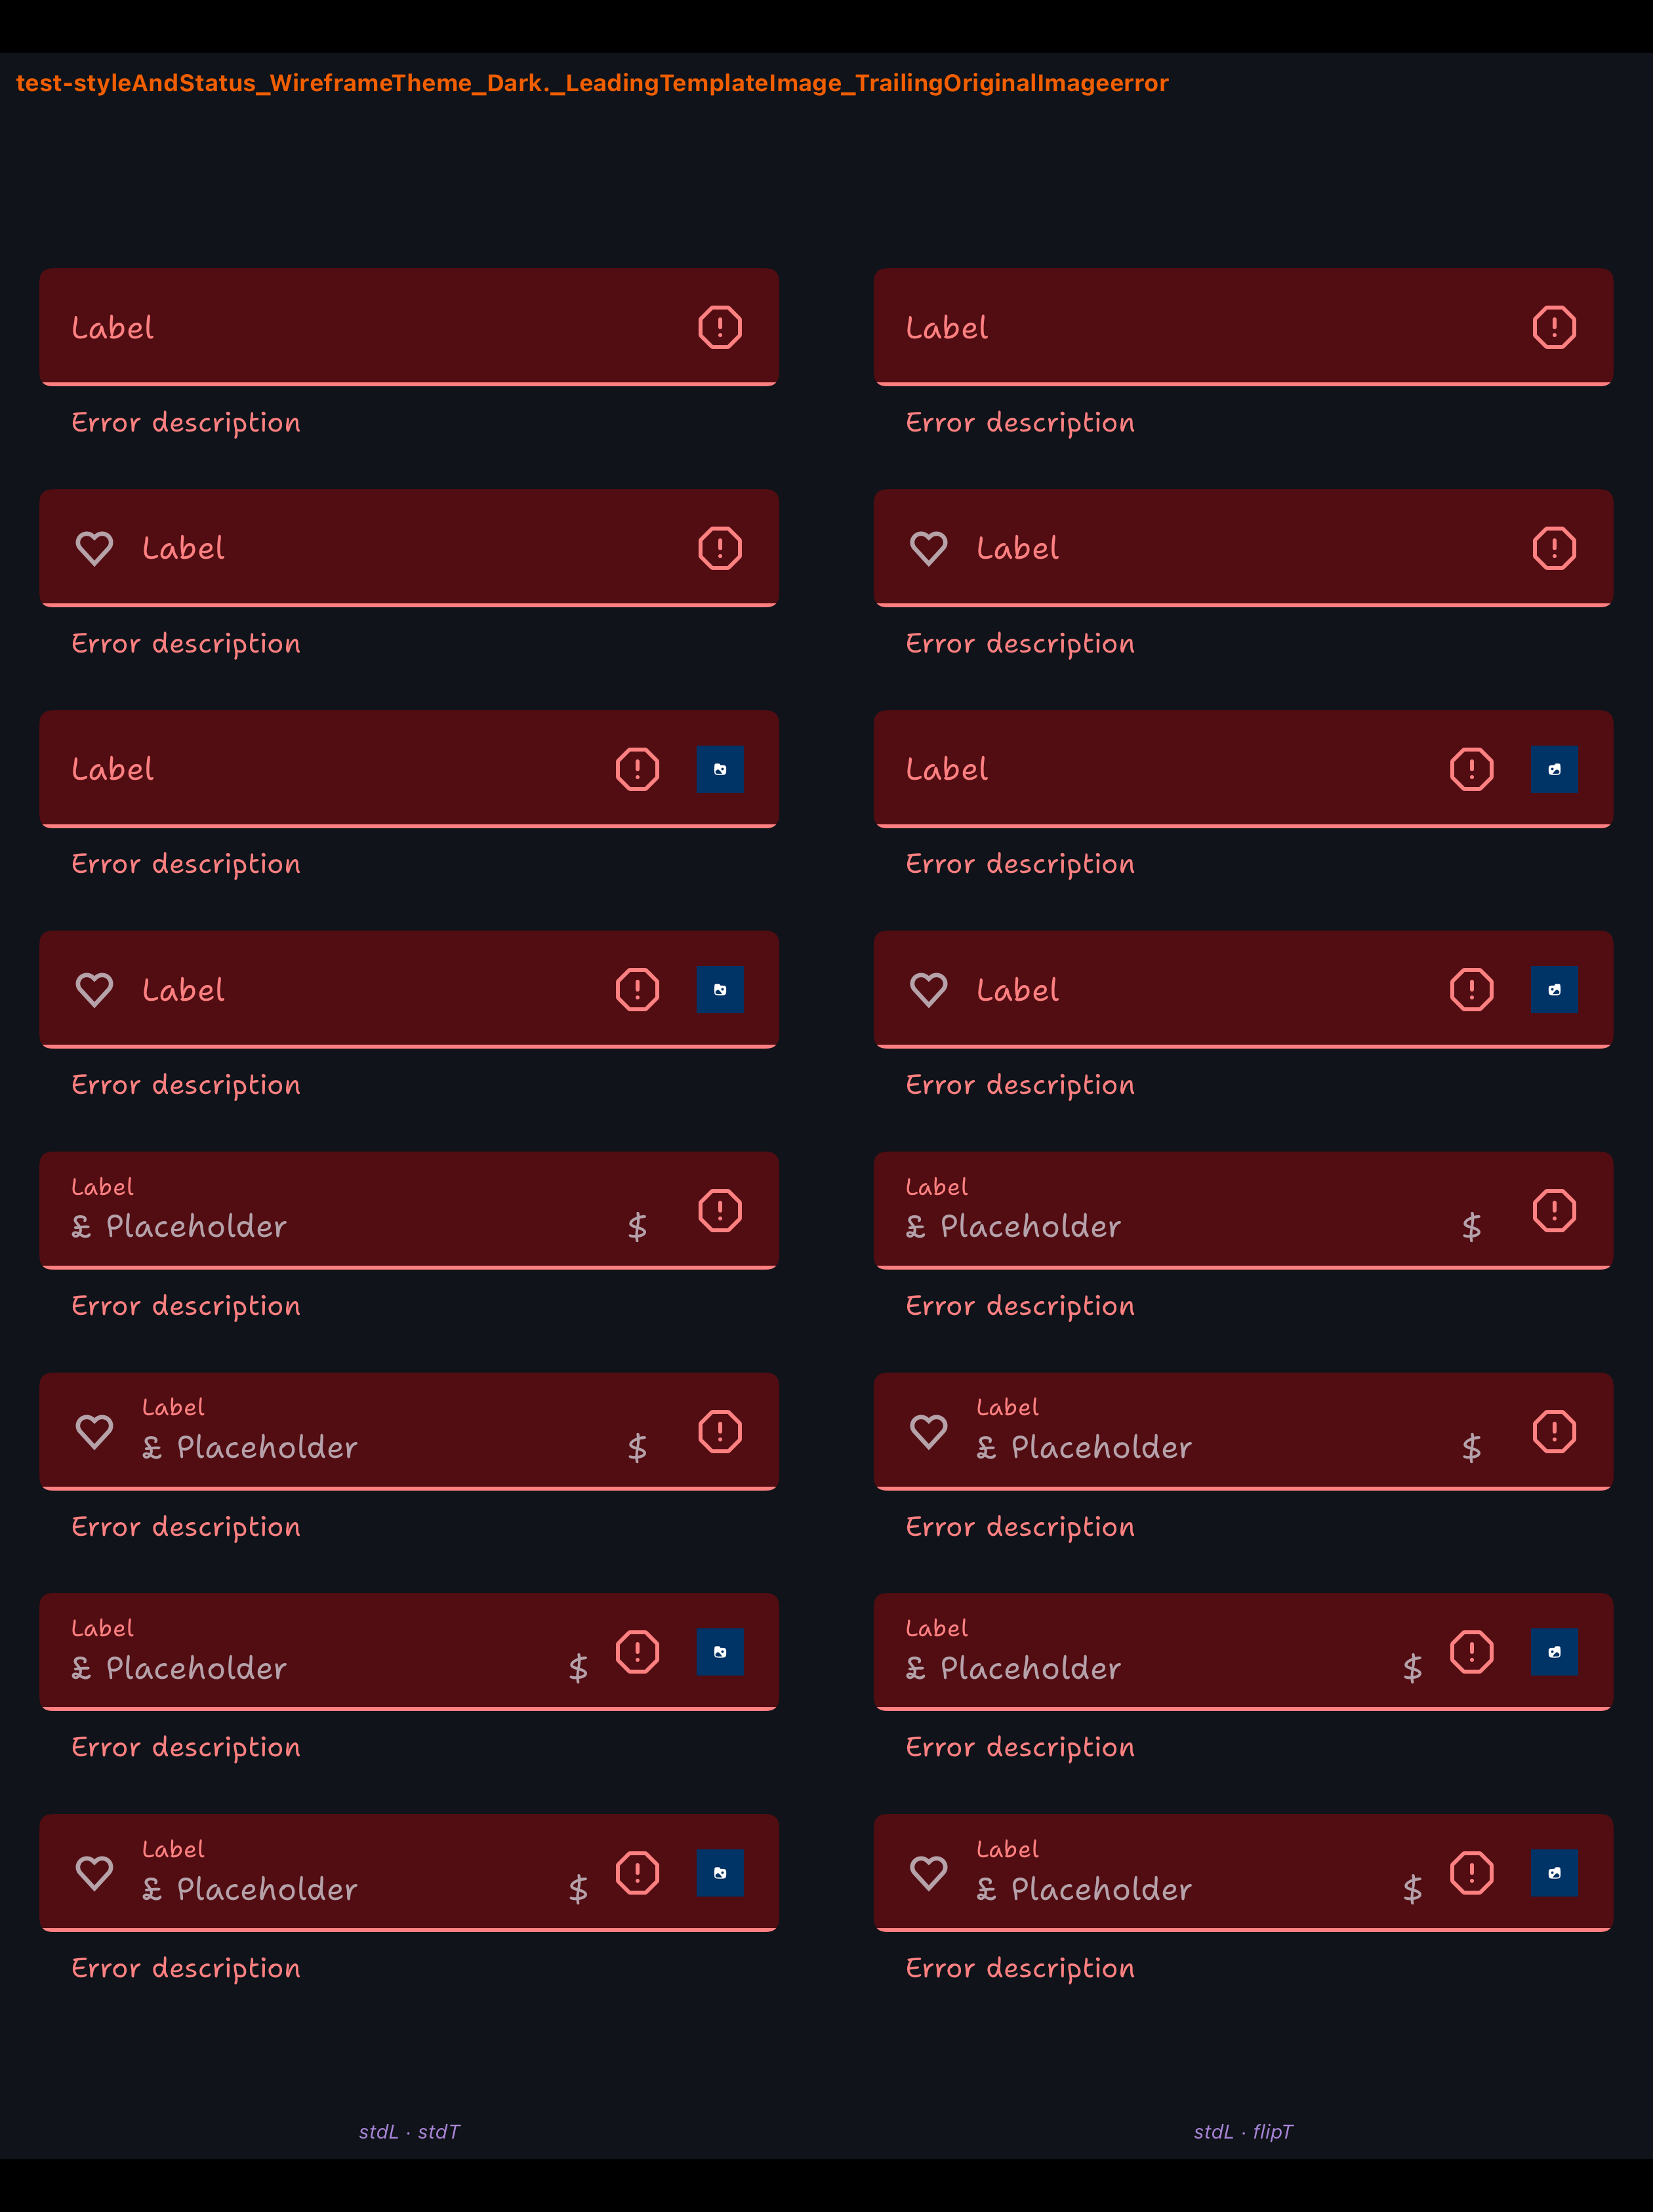 test-styleAndStatus_WireframeTheme_Dark._LeadingTemplateImage_TrailingOriginalImageerror
Label
Label
Error description
Error description
Label
Label
Error description
Error description
Label
Label
Error description
Error description
Label
Label
Error description
Error description
Label
Label
£ Placeholder $
£ Placeholder $
Error description
Error description
Label
Label
£ Placeholder $
£ Placeholder $
Error description
Error description
Label
Label
£ Placeholder $
£ Placeholder $
Error description
Error description
Label
Label
£ Placeholder $
£ Placeholder $
Error description
Error description
stdL · stdT
stdL · flipT